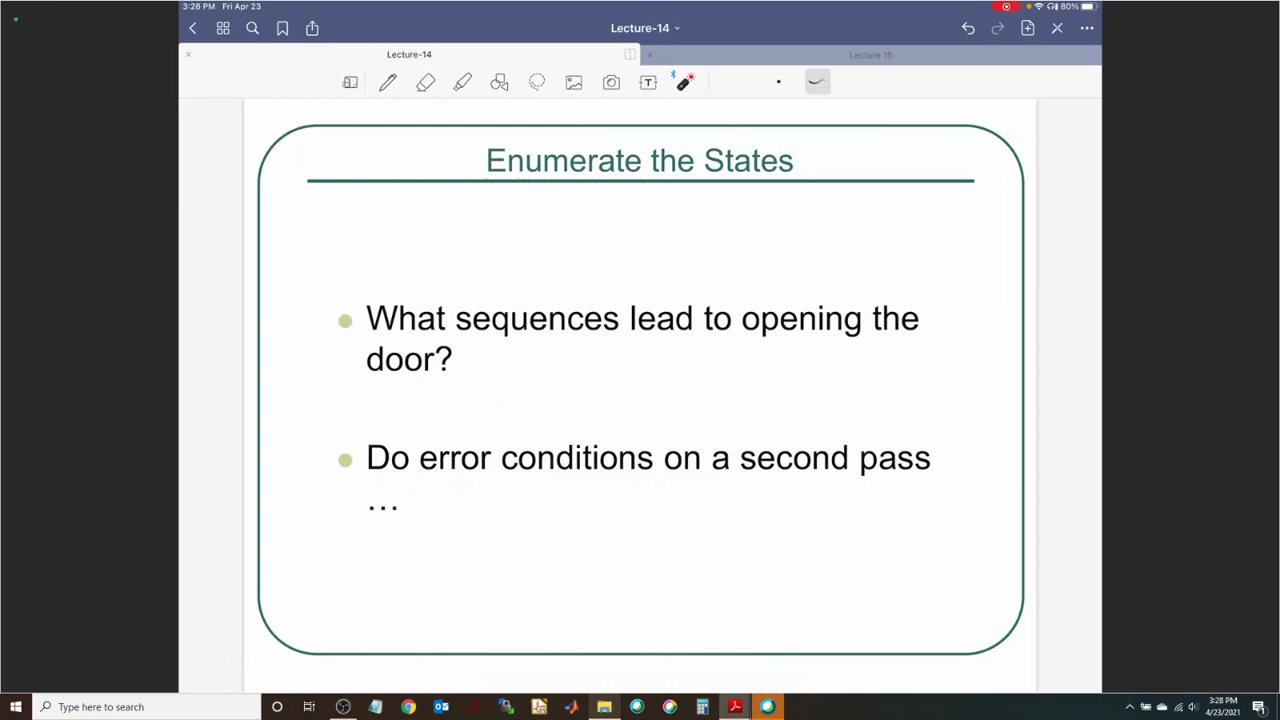 3:28 PM Fri Apr 23
80%
Lecture-14
Lecture-14
Lecture 15
T
Enumerate the States
What sequences lead to opening the
door?
Do error conditions on a second pass
…
Type here to search
3:28 PM
4/23/2021